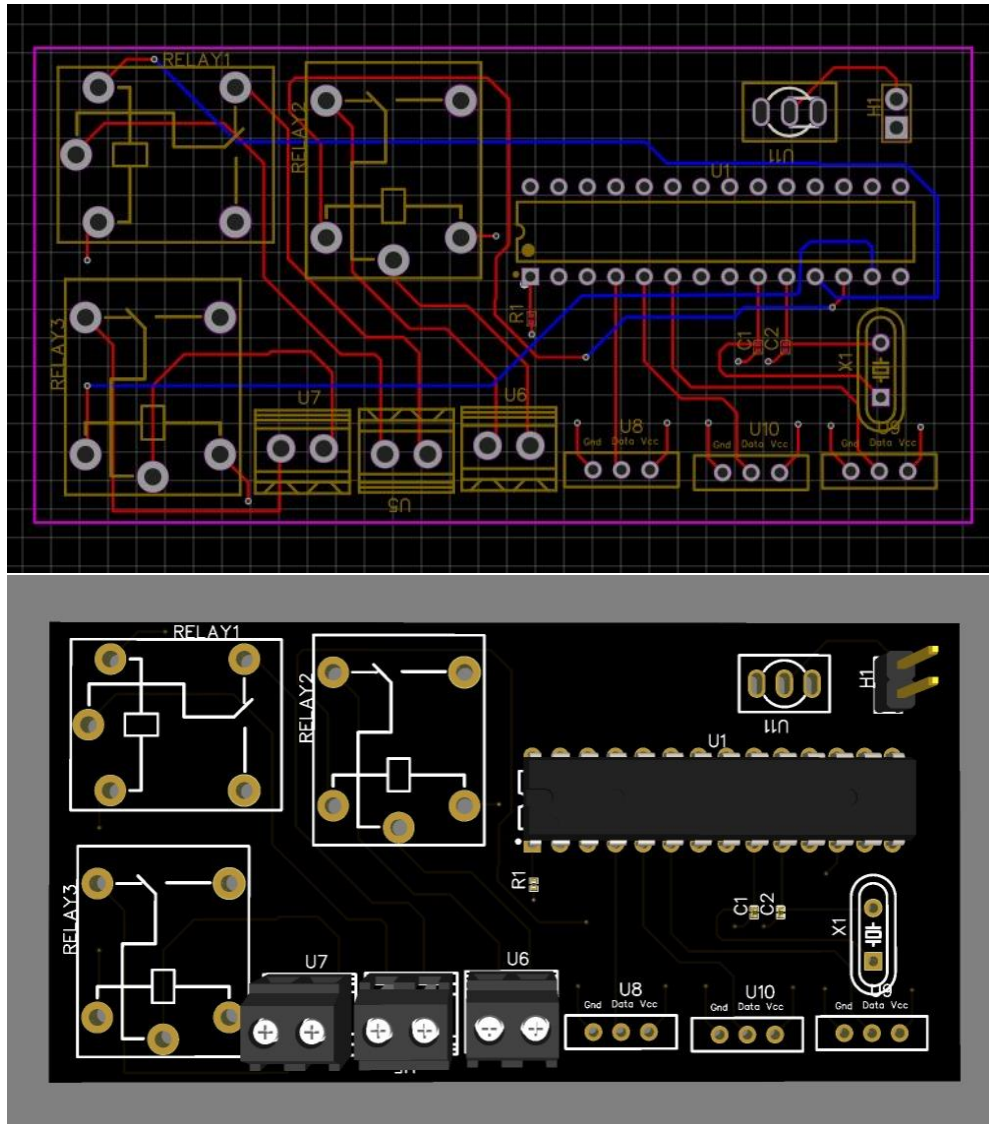 RELAY1
RELAY2
H1
U11
U1
R1
C1
C2
X1
RELAY3
U7
U6
U8
U10
U9
Gnd Data Vcc
Gnd Data Vcc
Gnd Data Vcc
U5
RELAY1
RELAY2
H1
U11
U1
R1
C1
C2
X1
RELAY3
U7
U6
U8
U10
U9
Gnd Data Vcc
Gnd Data Vcc
Gnd Data Vcc